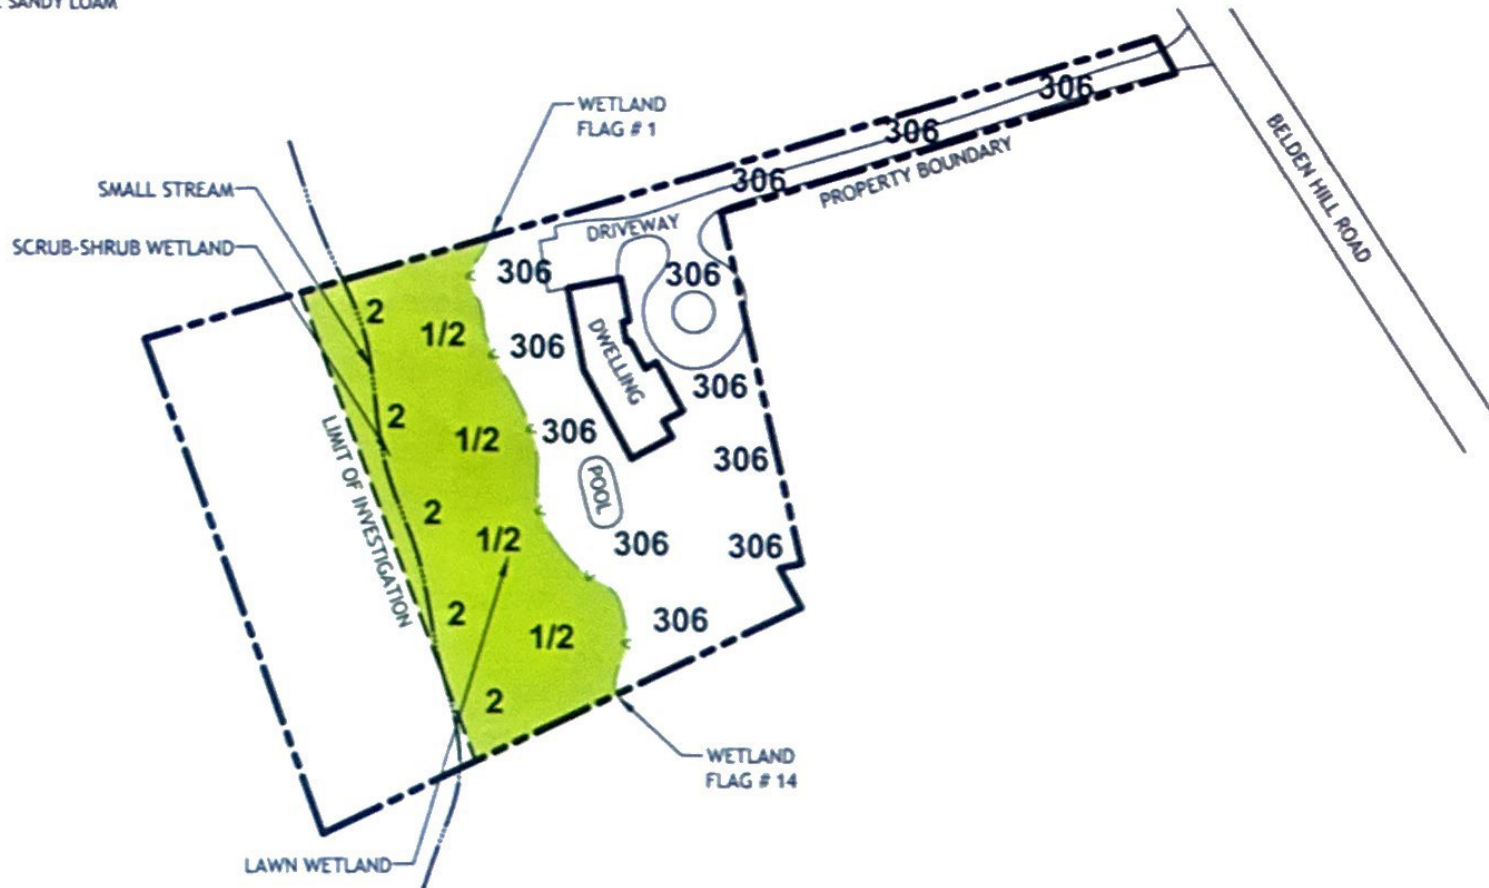 SANDY LOAM
WETLAND
FLAG # 1
306
306
306
PROPERTY BOUNDARY
BELDEN HILL ROAD
SMALL STREAM
SCRUB-SHRUB WETLAND
DRIVEWAY
306
306
2
1/2
306
DWELLING
306
2
1/2
306
306
LIMIT OF INVESTIGATION
POOL
2
1/2
306
306
2
1/2
306
2
WETLAND
FLAG # 14
LAWN WETLAND